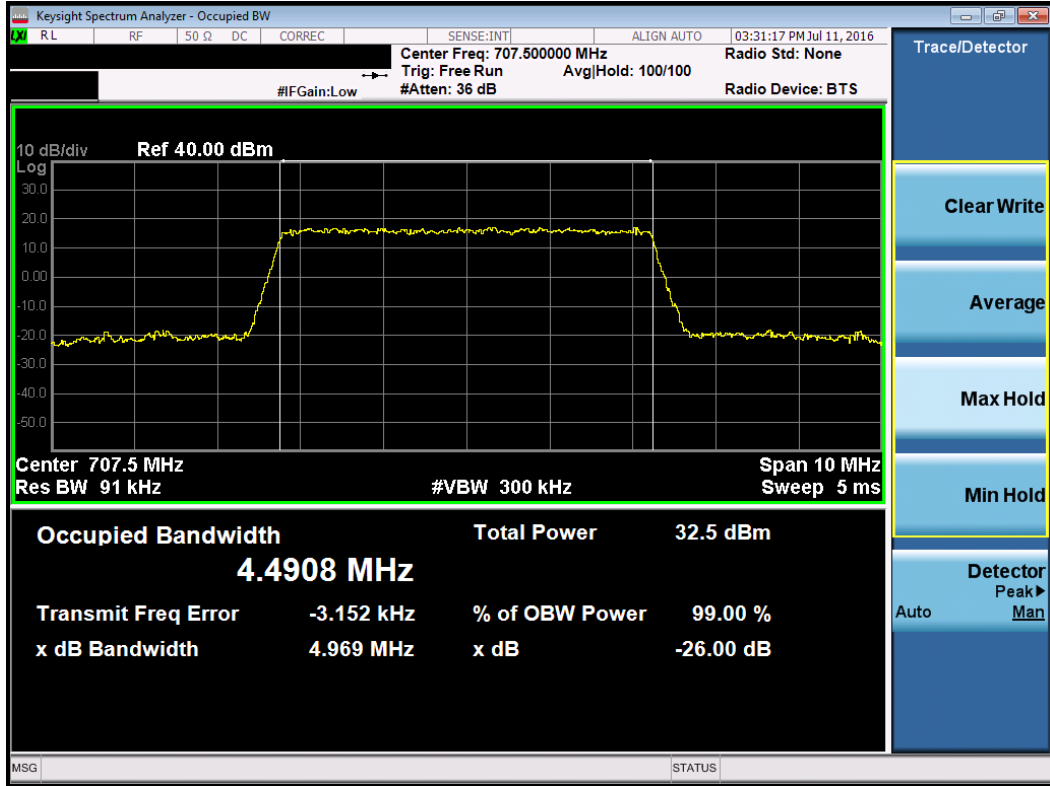 Keysight Spectrum Analyzer - Occupied BW
LXI RL RF 50 Ω DC CORREC SENSE:INT ALIGN AUTO 03:31:17 PM Jul 11, 2016
Center Freq: 707.500000 MHz Radio Std: None
Trig: Free Run Avg|Hold: 100/100
#IFGain:Low #Atten: 36 dB Radio Device: BTS
Trace/Detector
10 dB/div Ref 40.00 dBm
Log
30.0
20.0
10.0
0.00
-10.0
-20.0
-30.0
-40.0
-50.0
Center 707.5 MHz Span 10 MHz
Res BW 91 kHz #VBW 300 kHz Sweep 5 ms
Occupied Bandwidth Total Power 32.5 dBm
4.4908 MHz
Transmit Freq Error -3.152 kHz % of OBW Power 99.00 %
x dB Bandwidth 4.969 MHz x dB -26.00 dB
Clear Write
Average
Max Hold
Min Hold
Detector
Peak▶
Auto Man
MSG STATUS